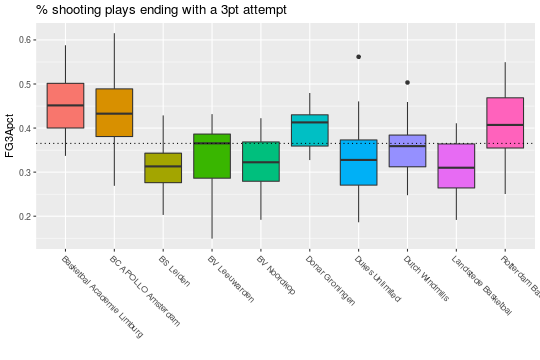 % shooting plays ending with a 3pt attempt
FG3Apct
0.6
0.5
0.4
0.3
0.2
Basketbal Academie Limburg
BC APOLLO Amsterdam
BS Leiden
BV Leeuwarden
BV Noordkop
Donar Groningen
Dukes Unlimited
Dutch Windmills
Landstede Basketbal
Rotterdam Bas